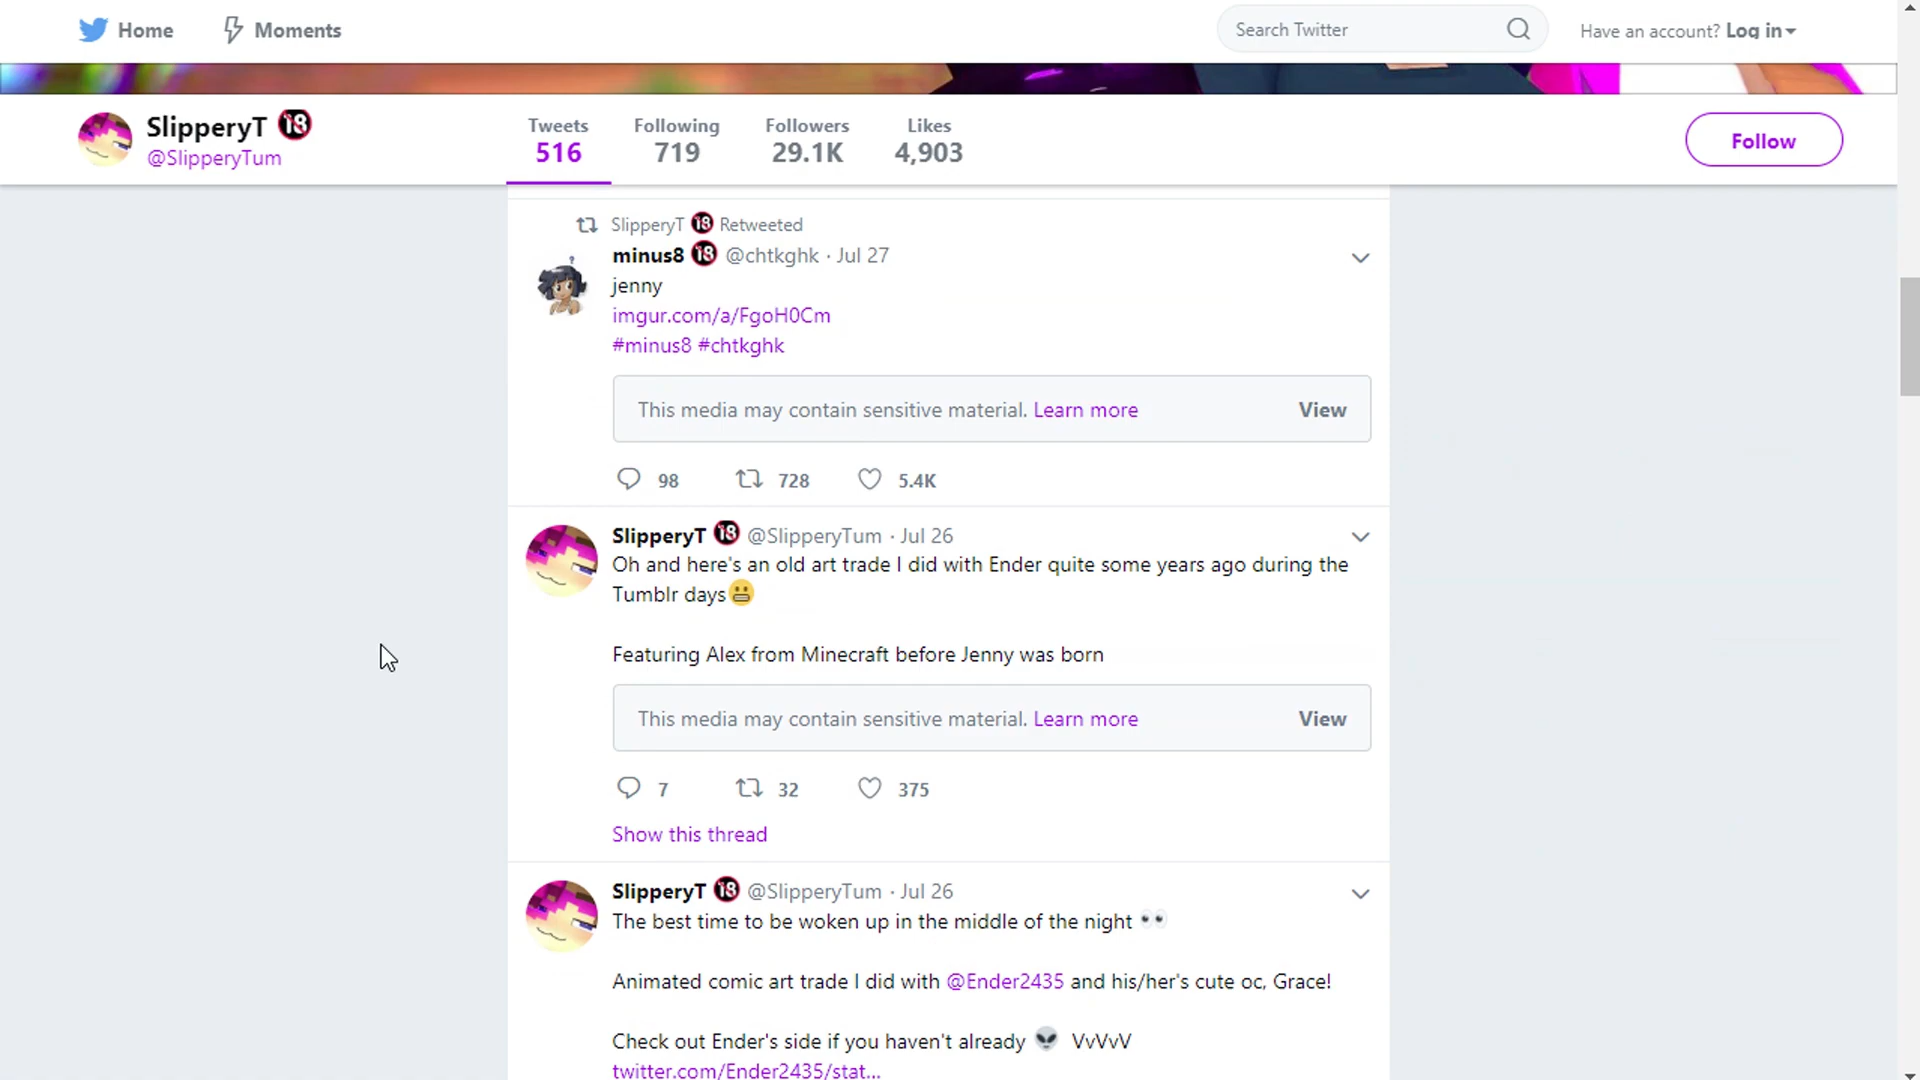 Home
Moments
Search Twitter
Have an account? Log in
SlipperyT 🔞
@SlipperyTum
Tweets
516
Following
719
Followers
29.1K
Likes
4,903
Follow
SlipperyT 🔞 Retweeted
minus8 🔞 @chtkghk · Jul 27
jenny
imgur.com/a/FgoH0Cm
#minus8 #chtkghk
This media may contain sensitive material. Learn more
View
98
728
5.4K
SlipperyT 🔞 @SlipperyTum · Jul 26
Oh and here's an old art trade I did with Ender quite some years ago during the
Tumblr days😬
Featuring Alex from Minecraft before Jenny was born
This media may contain sensitive material. Learn more
View
7
32
375
Show this thread
SlipperyT 🔞 @SlipperyTum · Jul 26
The best time to be woken up in the middle of the night 👀
Animated comic art trade I did with @Ender2435 and his/her's cute oc, Grace!
Check out Ender's side if you haven't already 👽 VvVvV
twitter.com/Ender2435/stat...